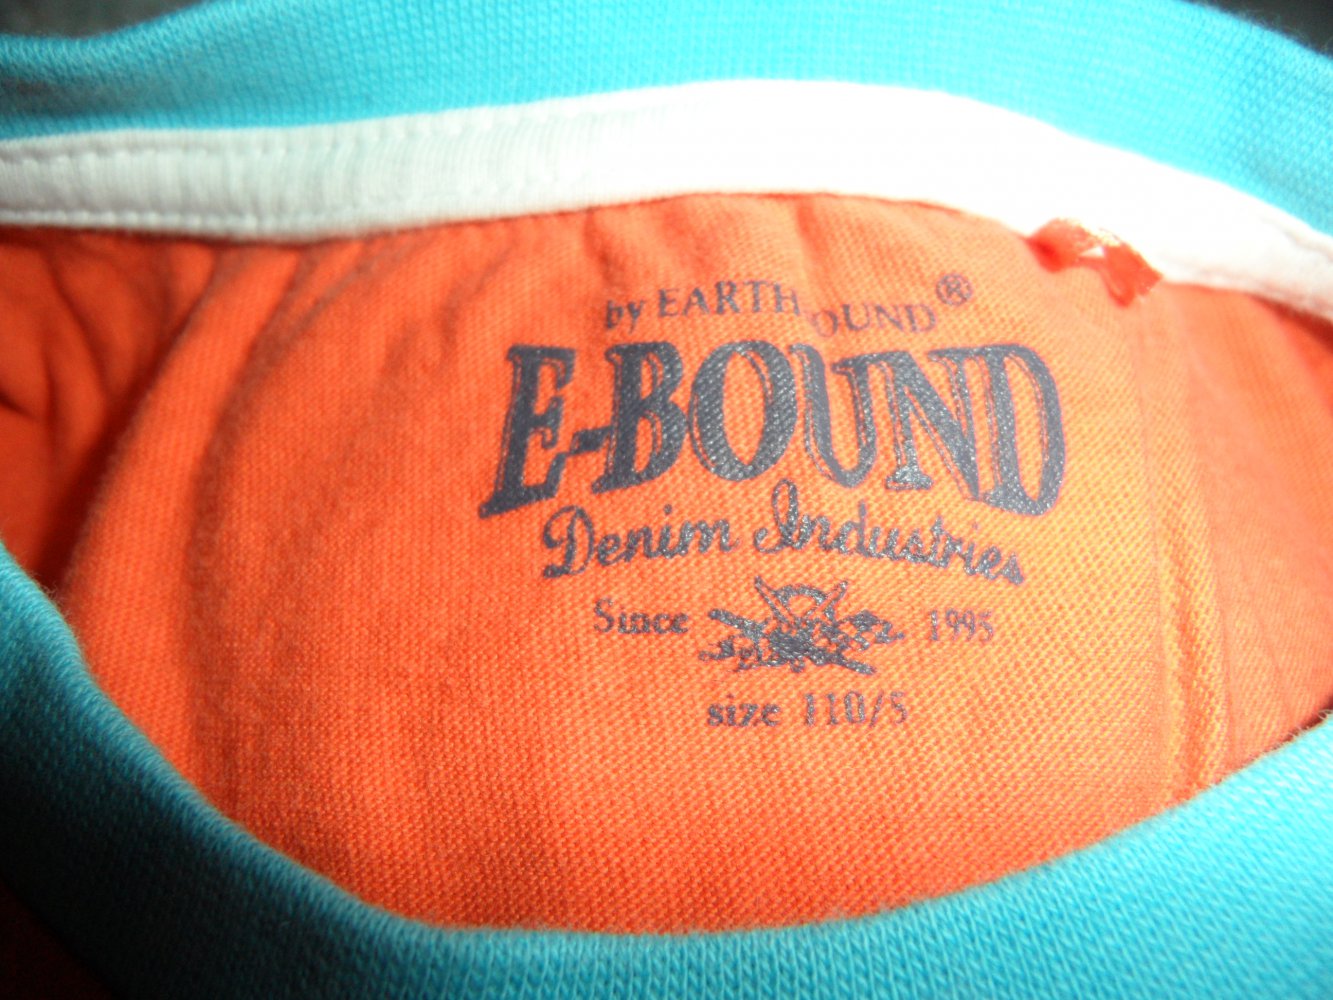 by EARTHBOUND®
E-BOUND
Denim Industries
Since 1995
size 110/5